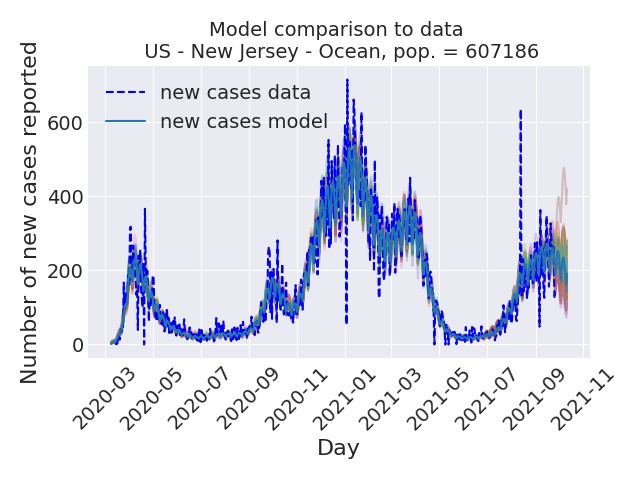 Model comparison to data
US - New Jersey - Ocean, pop. = 607186
Number of new cases reported
new cases data
new cases model
600
400
200
0
2020-03
2020-05
2020-07
2020-09
2020-11
2021-01
2021-03
2021-05
2021-07
2021-09
2021-11
Day